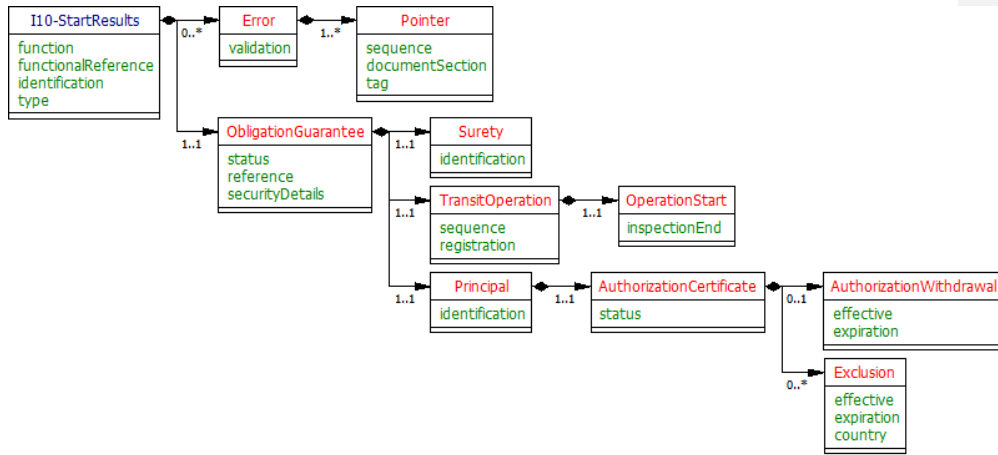 I10-StartResults
function
functionalReference
identification
type
0..*
Error
validation
1..*
Pointer
sequence
documentSection
tag
1..1
ObligationGuarantee
status
reference
securityDetails
1..1
Surety
identification
1..1
TransitOperation
sequence
registration
1..1
OperationStart
inspectionEnd
1..1
Principal
identification
1..1
AuthorizationCertificate
status
0..1
AuthorizationWithdrawal
effective
expiration
0..*
Exclusion
effective
expiration
country